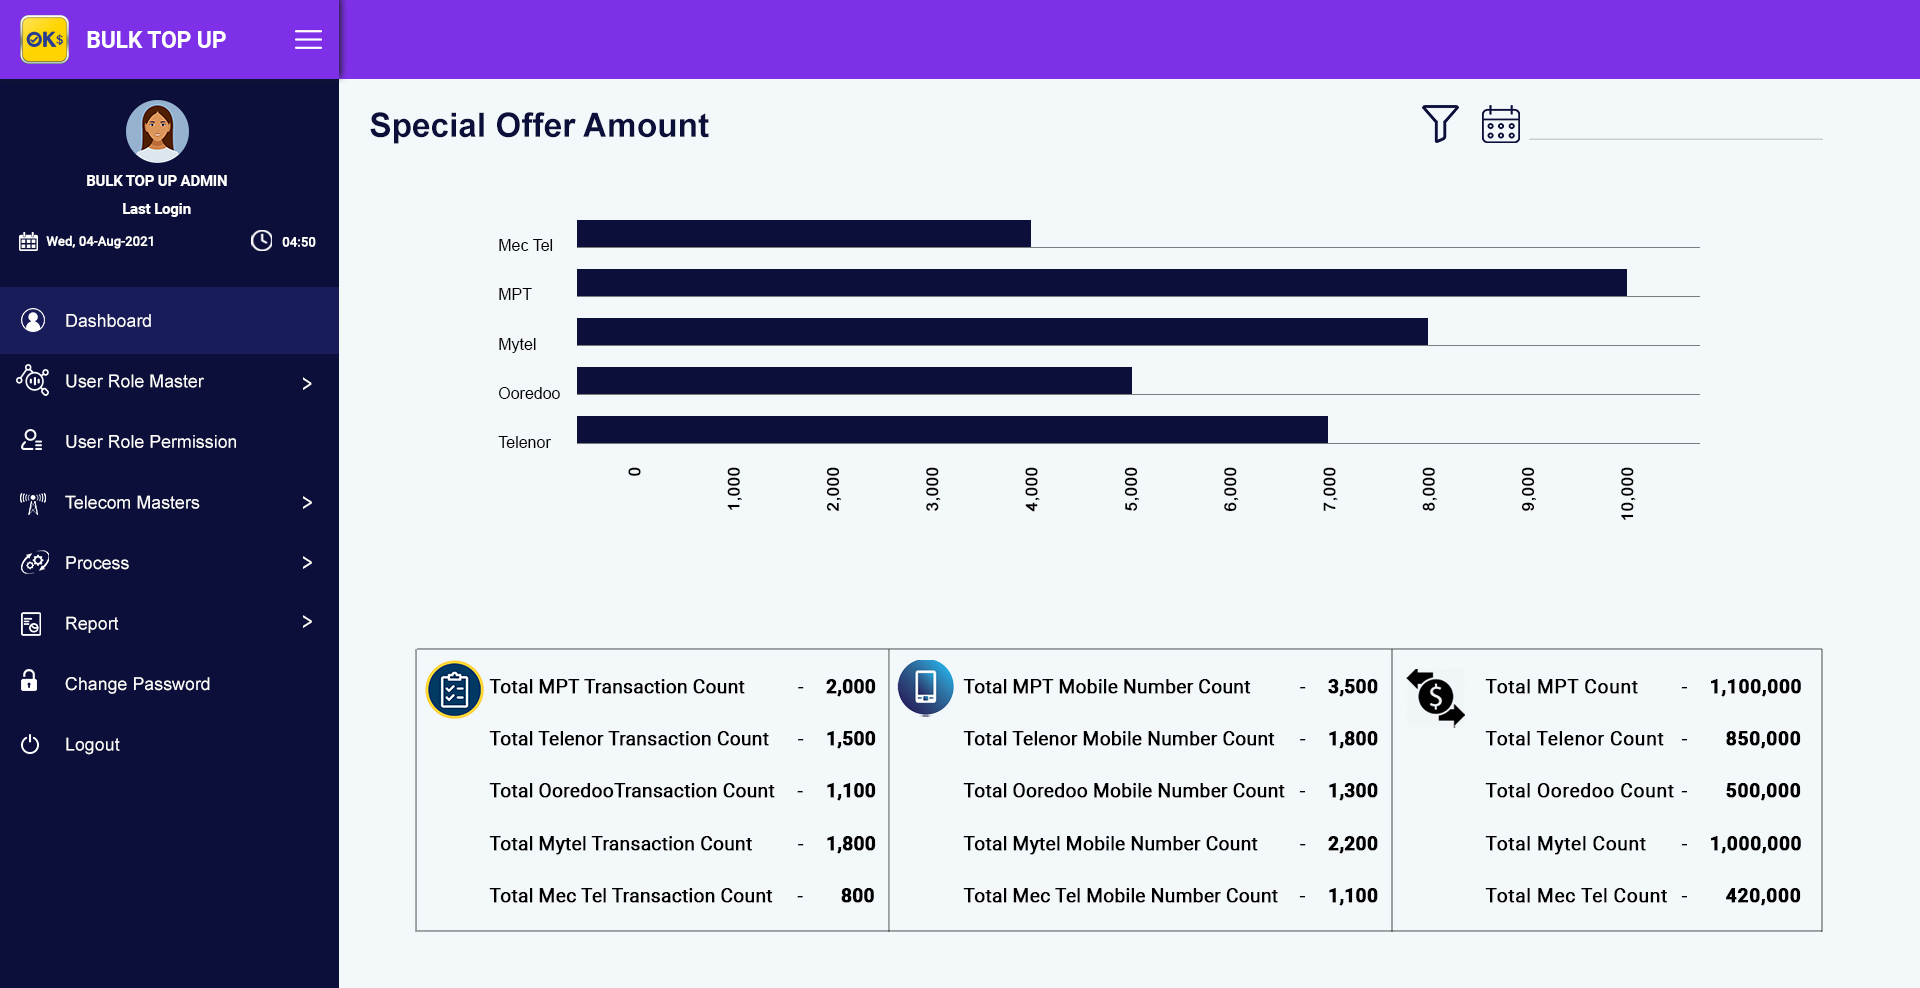 OK$ BULK TOP UP
BULK TOP UP ADMIN
Last Login
Wed, 04-Aug-2021 04:50
Dashboard
User Role Master >
User Role Permission
Telecom Masters >
Process >
Report >
Change Password
Logout
Special Offer Amount
Mec Tel
MPT
Mytel
Ooredoo
Telenor
0 1,000 2,000 3,000 4,000 5,000 6,000 7,000 8,000 9,000 10,000
Total MPT Transaction Count - 2,000
Total Telenor Transaction Count - 1,500
Total OoredooTransaction Count - 1,100
Total Mytel Transaction Count - 1,800
Total Mec Tel Transaction Count - 800
Total MPT Mobile Number Count - 3,500
Total Telenor Mobile Number Count - 1,800
Total Ooredoo Mobile Number Count - 1,300
Total Mytel Mobile Number Count - 2,200
Total Mec Tel Mobile Number Count - 1,100
$
Total MPT Count - 1,100,000
Total Telenor Count - 850,000
Total Ooredoo Count - 500,000
Total Mytel Count - 1,000,000
Total Mec Tel Count - 420,000